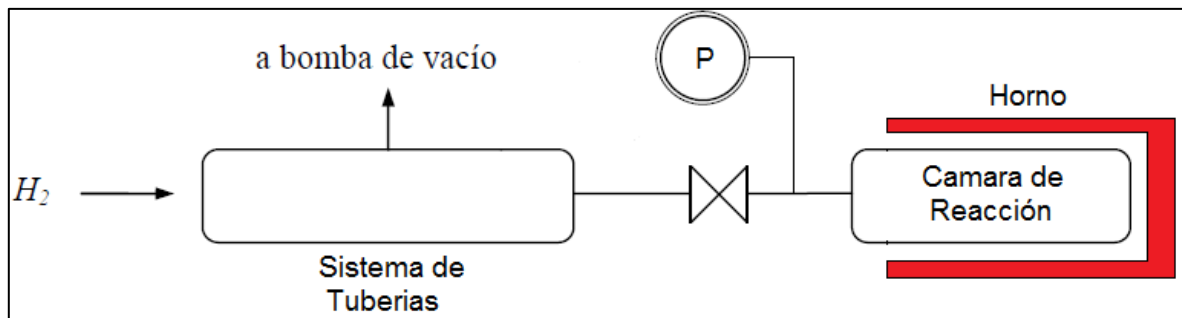 a bomba de vacío
P
Horno
H2
Camara de
Reacción
Sistema de
Tuberias